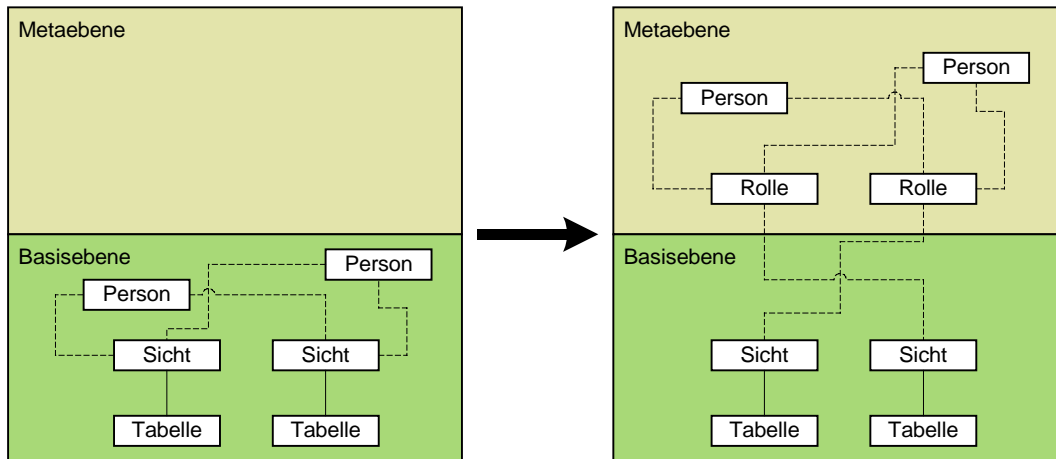 Metaebene
Basisebene
Person
Person
Sicht
Sicht
Tabelle
Tabelle
Metaebene
Person
Person
Rolle
Rolle
Basisebene
Sicht
Sicht
Tabelle
Tabelle